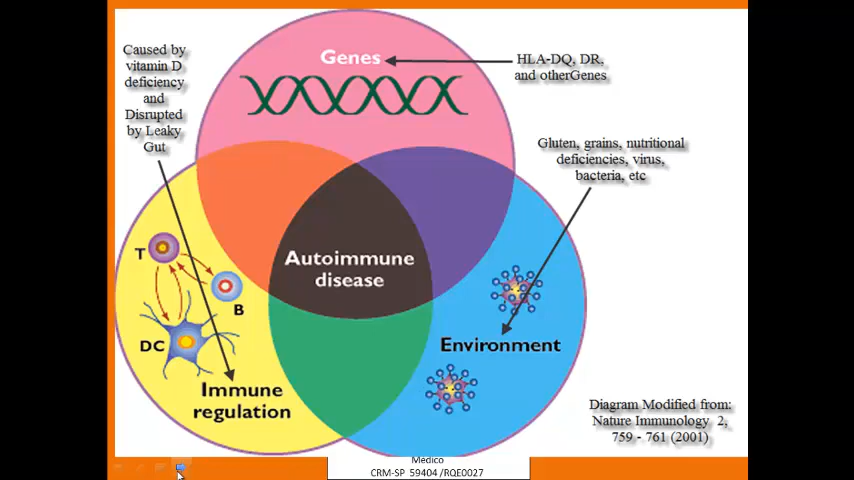 Caused by
vitamin D
deficiency
and
Disrupted
by Leaky
Gut
Genes
HLA-DQ, DR,
and otherGenes
Gluten, grains, nutritional
deficiencies, virus,
bacteria, etc
T
B
DC
Autoimmune
disease
Environment
Immune
regulation
Diagram Modified from:
Nature Immunology 2,
759 - 761 (2001)
Médico
CRM-SP 59404 /RQE0027